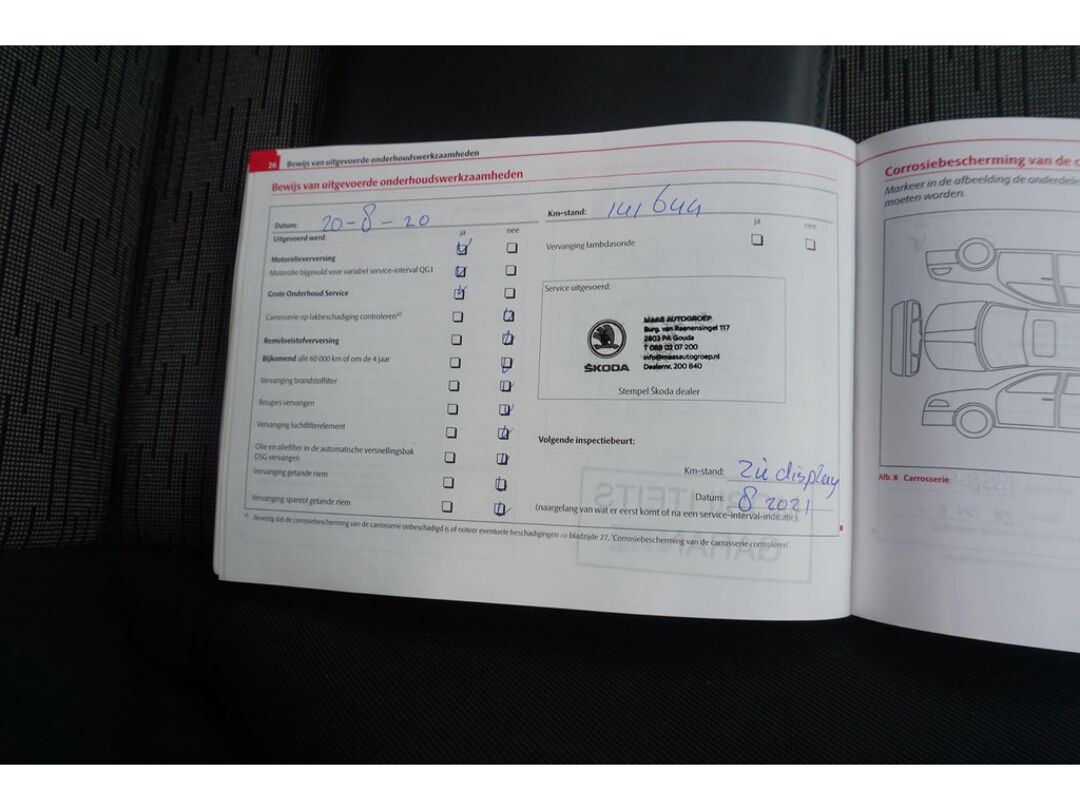 26 Bewijs van uitgevoerde onderhoudswerkzaamheden
Bewijs van uitgevoerde onderhoudswerkzaamheden
Datum: 20-8-20
Uitgevoerd werd:
ja nee
Motorolieverversing
Motorolie bijgevuld voor variabel service-interval QG1
Grote Onderhoud Service
Carrosserie op lakbeschadiging controleren a)
Remvloeistofverversing
Bijkomend alle 60 000 km of om de 4 jaar
Vervanging brandstoffilter
Bougies vervangen
Vervanging luchtfilterelement
Olie en oliefilter in de automatische versnellingsbak
DSG vervangen
Vervanging getande riem
Vervanging spanrol getande riem
Km-stand: 141 644
ja nee
Vervanging lambdasonde
Service uitgevoerd:
MAAS AUTOGROEP
Burg. van Reenensingel 117
2803 PA Gouda
T 088 02 07 200
info@maasautogroep.nl
Dealernr. 200 840
ŠKODA
Stempel Škoda dealer
Volgende inspectiebeurt:
Km-stand: Zie display
Datum: 8 2021
(naargelang van wat er eerst komt of na een service-interval-indicatie)
a) Bevestig dat de corrosiebescherming van de carrosserie onbeschadigd is of noteer eventuele beschadigingen ⇒ bladzijde 27, 'Corrosiebescherming van de carrosserie controleren'.
Corrosiebescherming van de
Markeer in de afbeelding de
moeten worden.
Afb. 8 Carrosserie